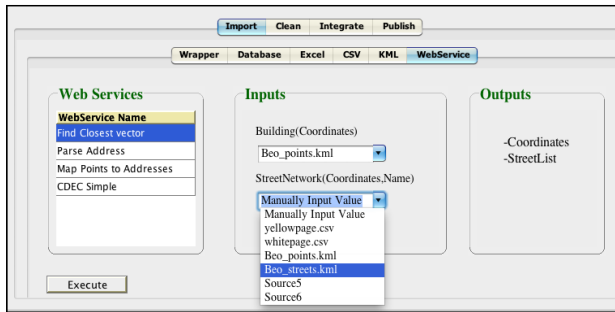 Import Clean Integrate Publish
Wrapper Database Excel CSV KML WebService
Web Services
WebService Name
Find Closest vector
Parse Address
Map Points to Addresses
CDEC Simple
Execute
Inputs
Building(Coordinates)
Beo_points.kml
StreetNetwork(Coordinates,Name)
Manually Input Value
Manually Input Value
yellowpage.csv
whitepage.csv
Beo_points.kml
Beo_streets.kml
Source5
Source6
Outputs
-Coordinates
-StreetList